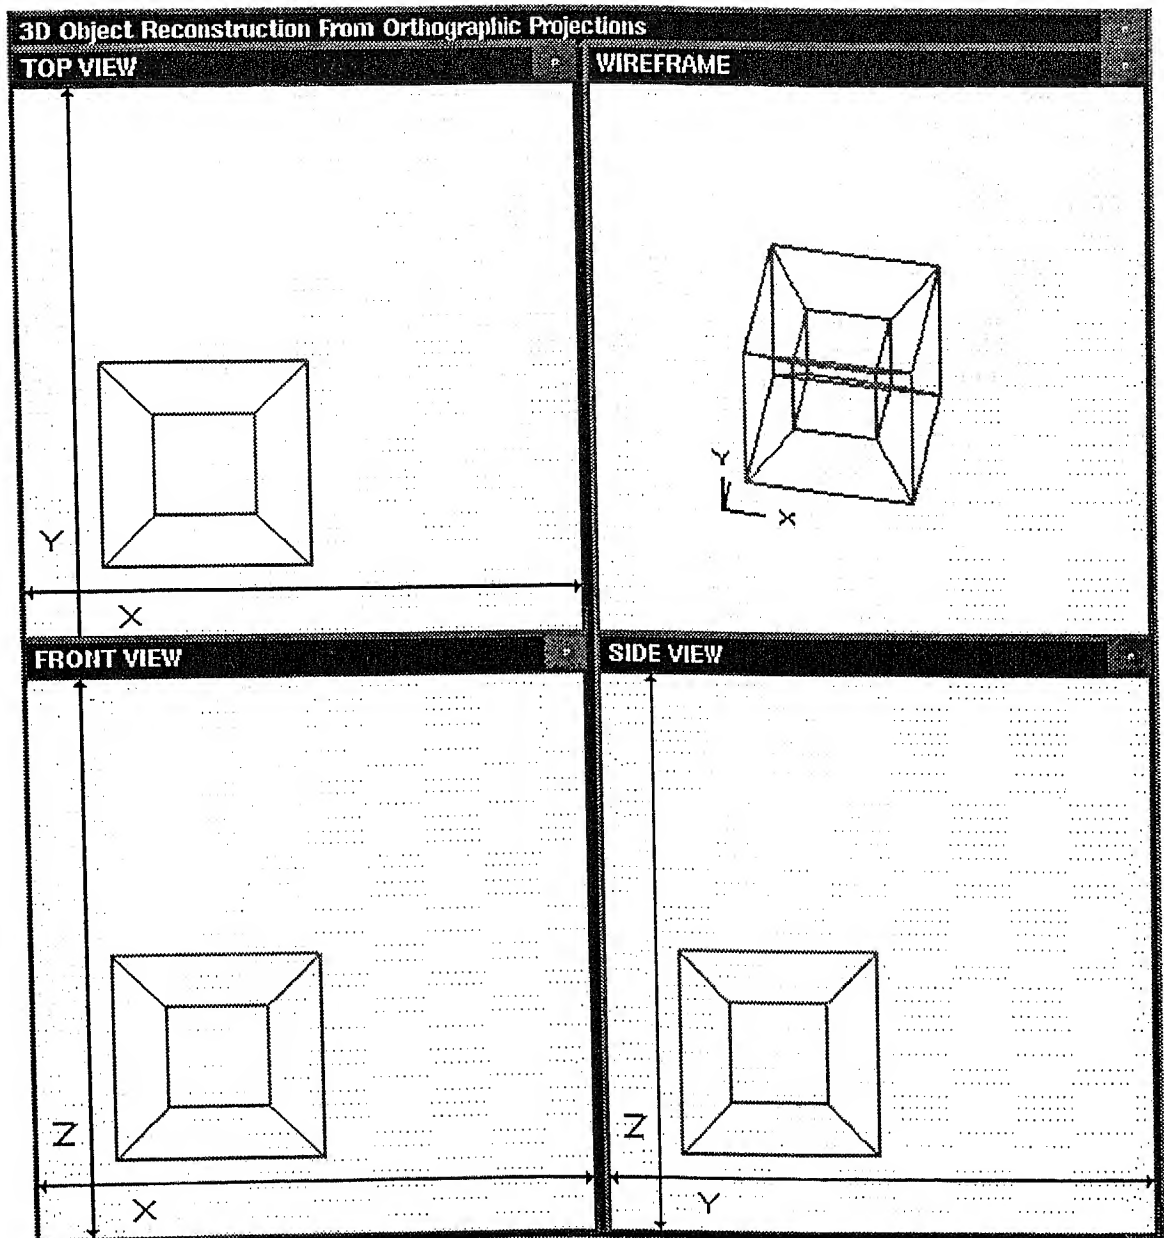 3D Object Reconstruction From Orthographic Projections
TOP VIEW
WIREFRAME
Y
X
Y
X
FRONT VIEW
SIDE VIEW
Z
X
Z
Y